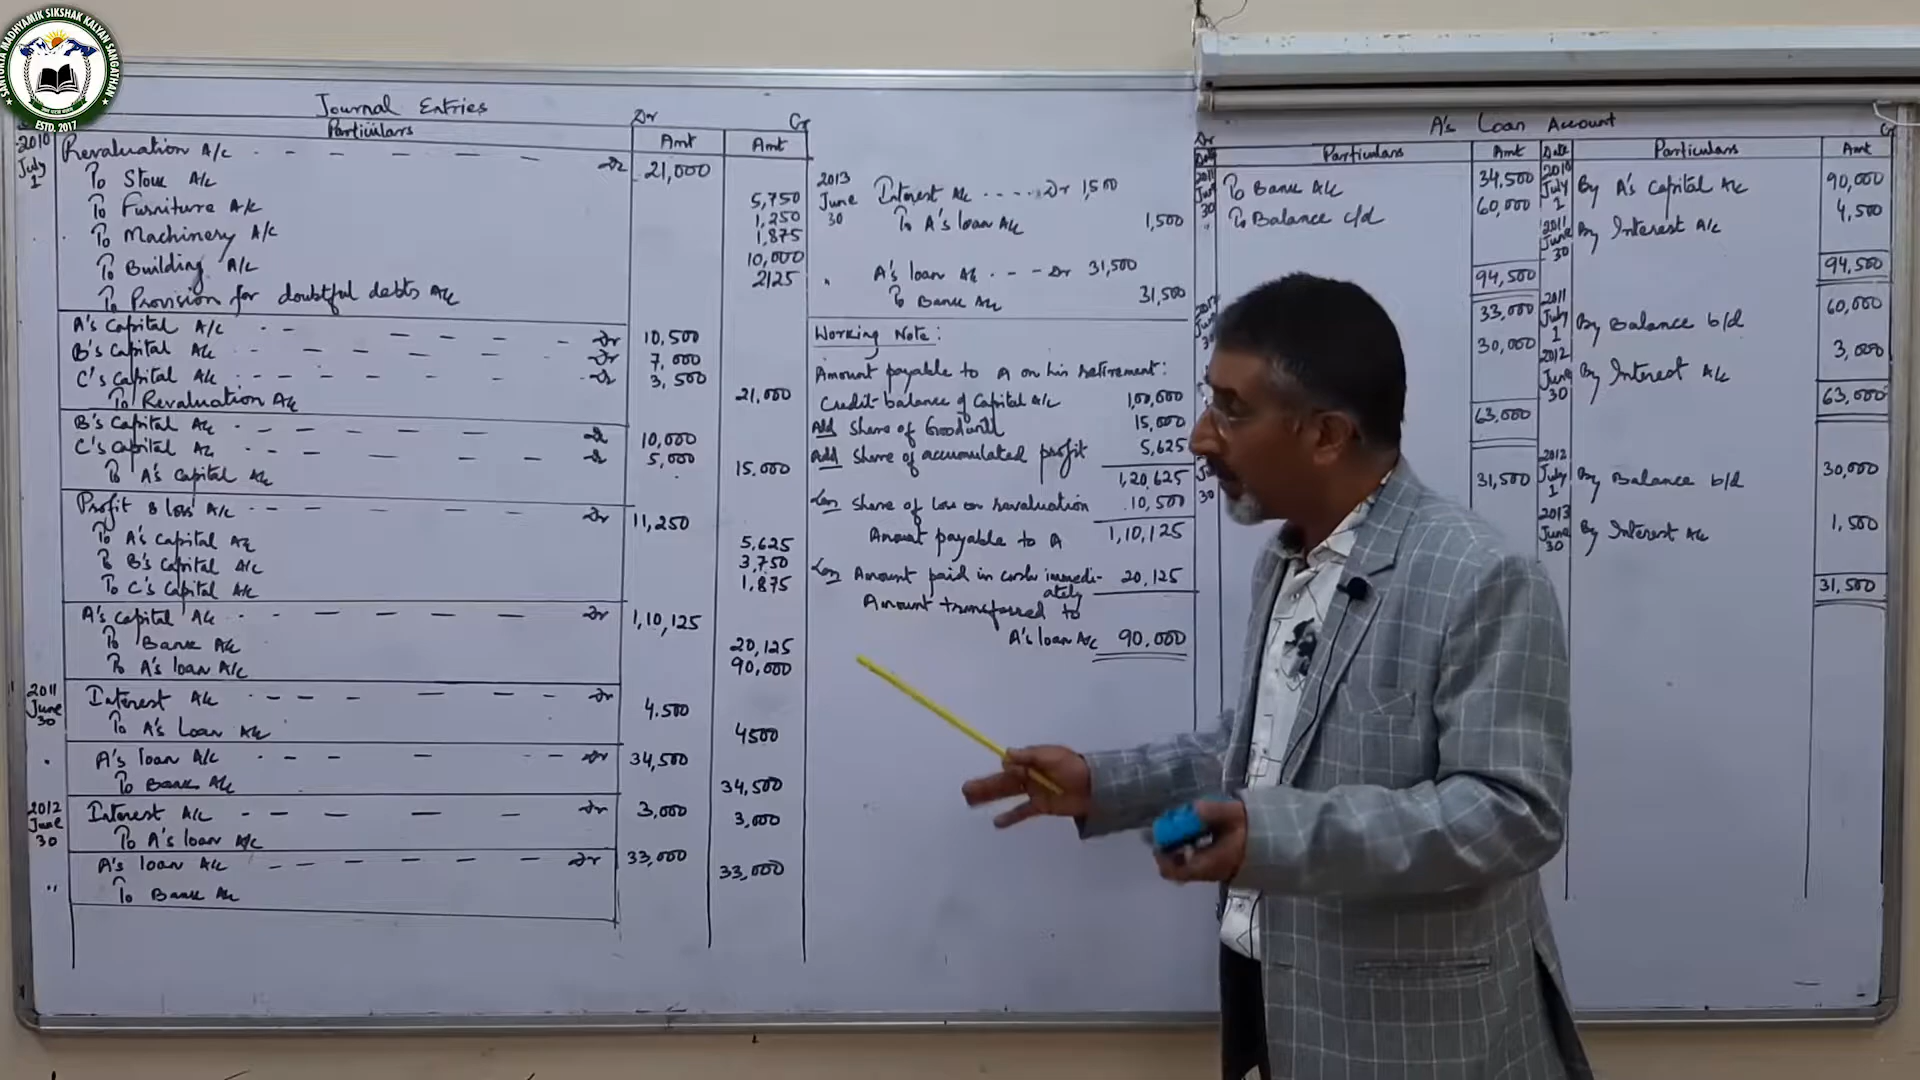 SANYUKTA MADHYAMIK SIKSHAK KALYAN SANGATHAN
ESTD. 2017
Journal Entries
Particulars Dr Amt Cr Amt
2010 July 1 Revaluation A/c Dr 21,000
To Stock A/c 5,750
To Furniture A/c 1,250
To Machinery A/c 1,875
To Building A/c 10,000
To Provision for doubtful debts A/c 2125
A's Capital A/c Dr 10,500
B's Capital A/c Dr 7,000
C's Capital A/c Dr 3,500
To Revaluation A/c 21,000
B's Capital A/c Dr 10,000
C's Capital A/c Dr 5,000
To A's Capital A/c 15,000
Profit & loss A/c Dr 11,250
To A's Capital A/c 5,625
To B's Capital A/c 3,750
To C's Capital A/c 1,875
A's Capital A/c Dr 1,10,125
To Bank A/c 20,125
To A's loan A/c 90,000
2011 June 30 Interest A/c Dr 4,500
To A's Loan A/c 4500
" A's loan A/c Dr 34,500
To Bank A/c 34,500
2012 June 30 Interest A/c Dr 3,000
To A's loan A/c 3,000
" A's loan A/c Dr 33,000
To Bank A/c 33,000
2013 June 30 Interest A/c Dr 1,500
To A's loan A/c 1,500
" A's loan A/c Dr 31,500
To Bank A/c 31,500
Working Note:
Amount payable to A on his retirement:
Credit balance of Capital A/c 1,00,000
Add Share of Goodwill 15,000
Add Share of accumulated profit 5,625
1,20,625
Less Share of loss on revaluation 10,500
Amount payable to A 1,10,125
Less Amount paid in cash immedi-
ately 20,125
Amount transferred to
A's loan A/c 90,000
A's Loan Account
Dr Cr
Date Particulars Amt Date Particulars Amt
2011 Jun 30 To Bank A/c 34,500 2010 July 1 By A's Capital A/c 90,000
" To Balance c/d 60,000 2011 June 30 By Interest A/c 4,500
94,500 94,500
33,000 2011 July 1 By Balance b/d 60,000
30,000 2012 June 30 By Interest A/c 3,000
63,000 63,000
31,500 2012 July 1 By Balance b/d 30,000
2013 June 30 By Interest A/c 1,500
31,500